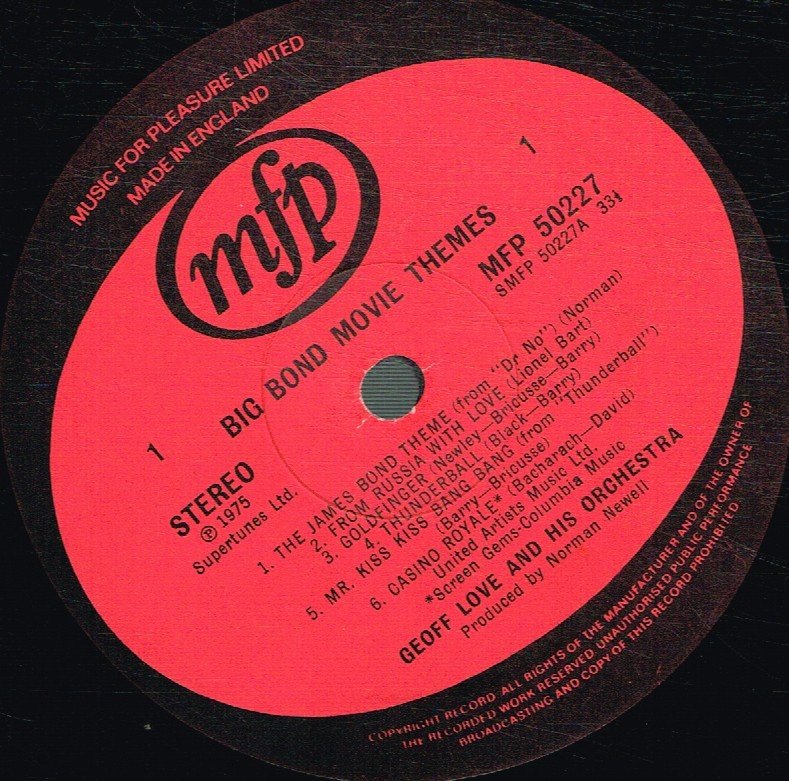 MUSIC FOR PLEASURE LIMITED
MADE IN ENGLAND
mfp
1
1
BIG BOND MOVIE THEMES
MFP 50227
SMFP 50227A 33⅓
STEREO
Ⓟ 1975
Supertunes Ltd.
1. THE JAMES BOND THEME (from "Dr No") (Norman)
2. FROM RUSSIA WITH LOVE (Lionel Bart)
3. GOLDFINGER (Newley—Bricusse—Barry)
4. THUNDERBALL (Black—Barry)
5. MR. KISS KISS BANG BANG (from "Thunderball")
(Barry—Bricusse)
6. CASINO ROYALE* (Bacharach—David)
United Artists Music Ltd.
*Screen Gems-Columbia Music
GEOFF LOVE AND HIS ORCHESTRA
Produced by Norman Newell
COPYRIGHT RECORD ALL RIGHTS OF THE MANUFACTURER AND OF THE OWNER OF
THE RECORDED WORK RESERVED UNAUTHORISED PUBLIC PERFORMANCE
BROADCASTING AND COPY OF THIS RECORD PROHIBITED